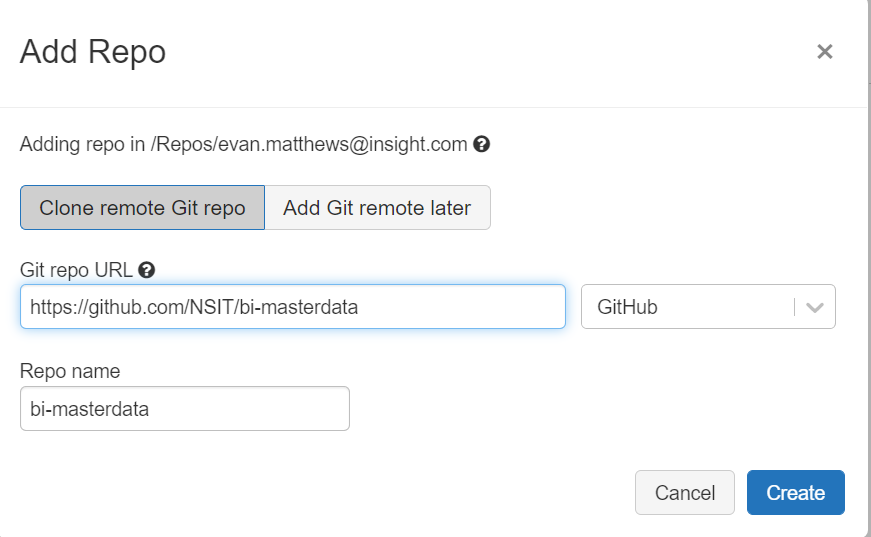 Add Repo
Adding repo in /Repos/evan.matthews@insight.com
Clone remote Git repo Add Git remote later
Git repo URL
https://github.com/NSIT/bi-masterdata GitHub
Repo name
bi-masterdata
Cancel Create